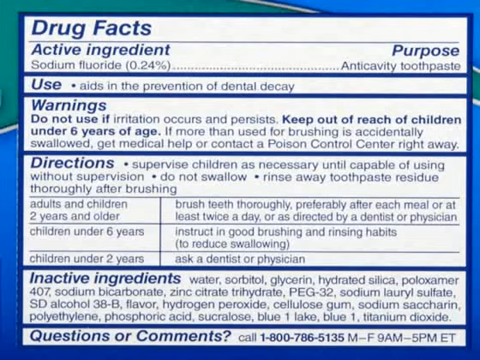 Drug Facts
Active ingredient Purpose
Sodium fluoride (0.24%)..................................................Anticavity toothpaste
Use • aids in the prevention of dental decay
Warnings
Do not use if irritation occurs and persists. Keep out of reach of children
under 6 years of age. If more than used for brushing is accidentally
swallowed, get medical help or contact a Poison Control Center right away.
Directions • supervise children as necessary until capable of using
without supervision • do not swallow • rinse away toothpaste residue
thoroughly after brushing
adults and children brush teeth thoroughly, preferably after each meal or at
2 years and older least twice a day, or as directed by a dentist or physician
children under 6 years instruct in good brushing and rinsing habits
(to reduce swallowing)
children under 2 years ask a dentist or physician
Inactive ingredients water, sorbitol, glycerin, hydrated silica, poloxamer
407, sodium bicarbonate, zinc citrate trihydrate, PEG-32, sodium lauryl sulfate,
SD alcohol 38-B, flavor, hydrogen peroxide, cellulose gum, sodium saccharin,
polyethylene, phosphoric acid, sucralose, blue 1 lake, blue 1, titanium dioxide.
Questions or Comments? call 1-800-786-5135 M–F 9AM–5PM ET